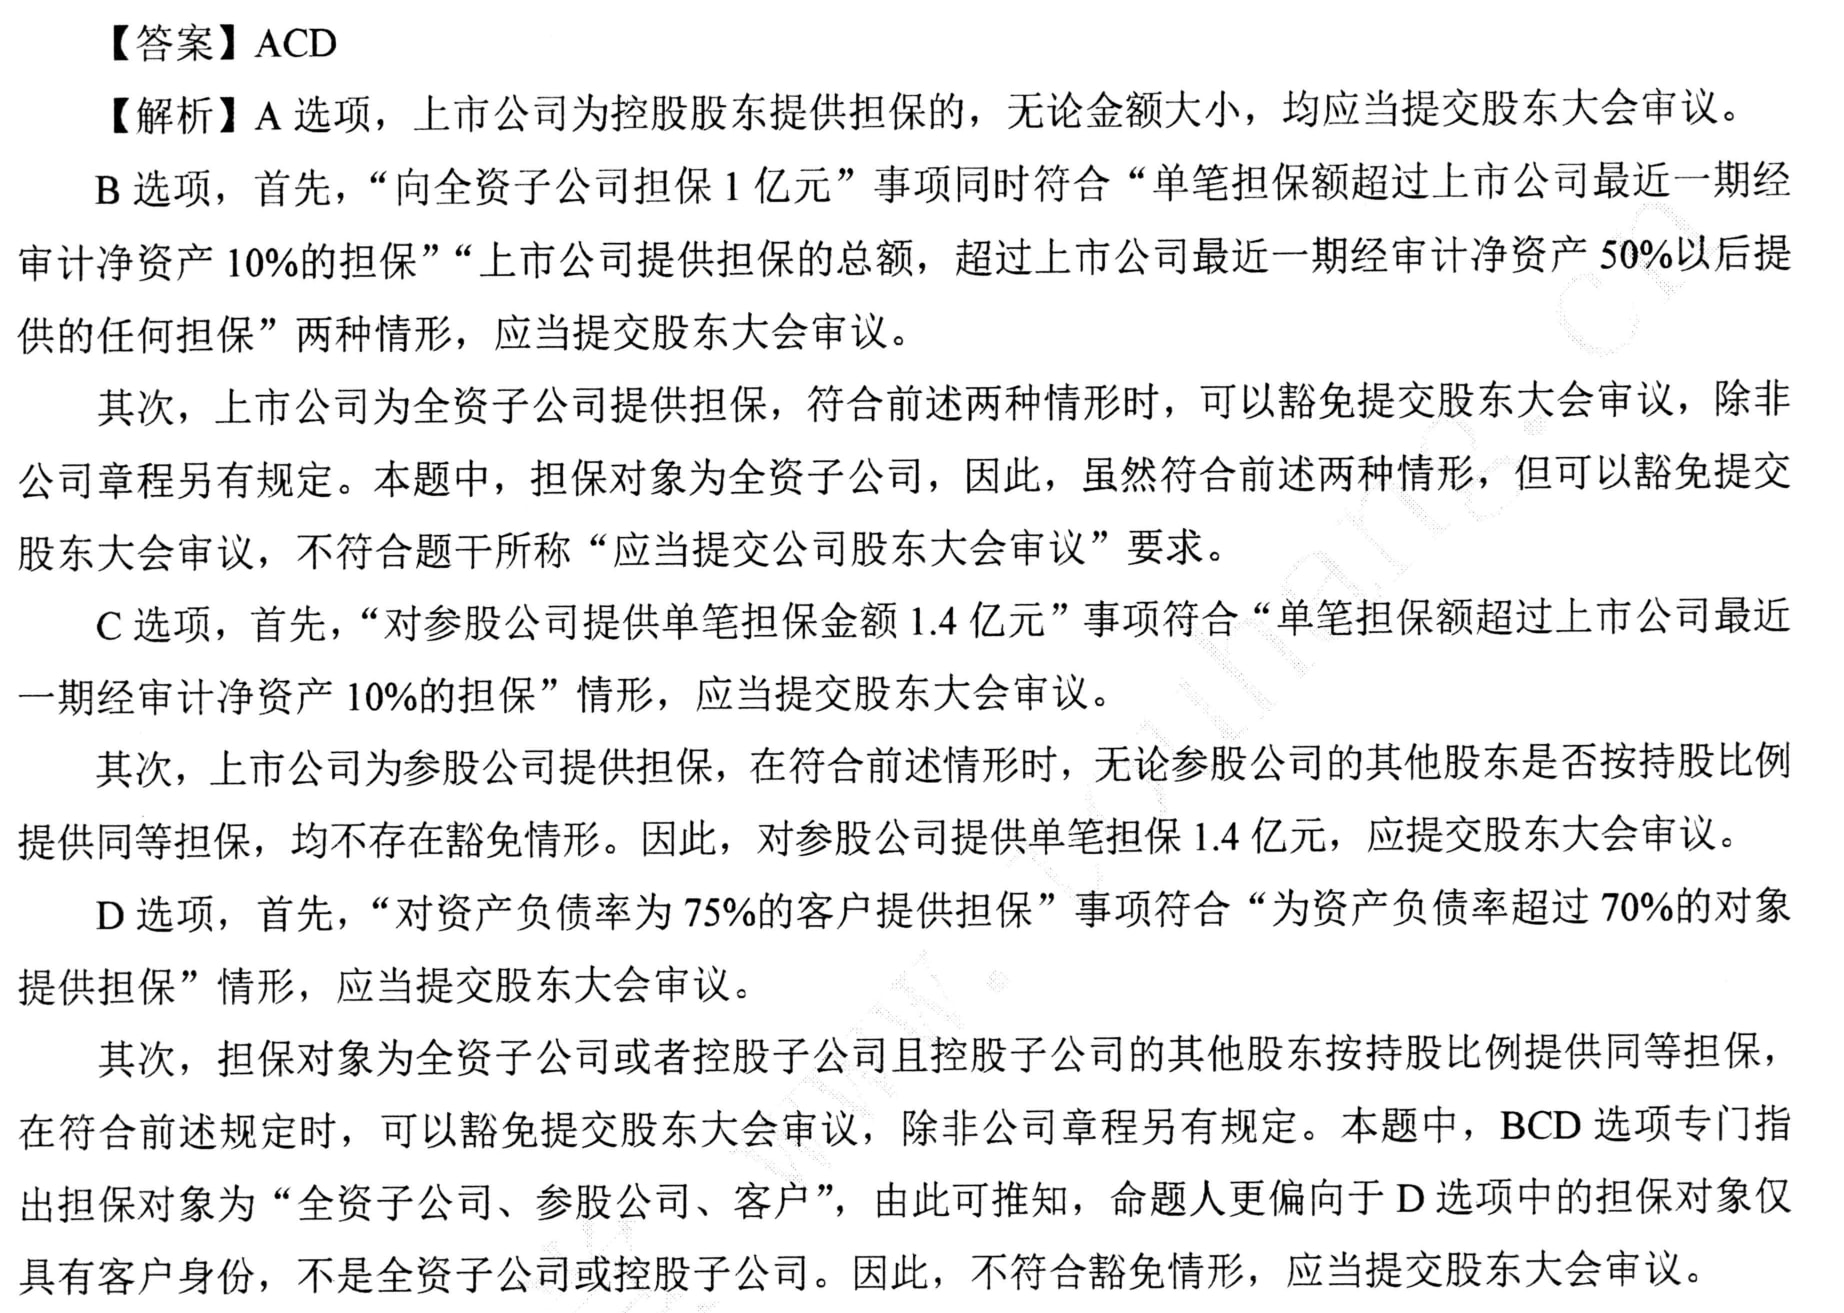 【答案】ACD
【解析】A 选项，上市公司为控股股东提供担保的，无论金额大小，均应当提交股东大会审议。
B 选项，首先，“向全资子公司担保 1 亿元”事项同时符合“单笔担保额超过上市公司最近一期经
审计净资产 10%的担保”“上市公司提供担保的总额，超过上市公司最近一期经审计净资产 50%以后提
供的任何担保”两种情形，应当提交股东大会审议。
其次，上市公司为全资子公司提供担保，符合前述两种情形时，可以豁免提交股东大会审议，除非
公司章程另有规定。本题中，担保对象为全资子公司，因此，虽然符合前述两种情形，但可以豁免提交
股东大会审议，不符合题干所称“应当提交公司股东大会审议”要求。
C 选项，首先，“对参股公司提供单笔担保金额 1.4 亿元”事项符合“单笔担保额超过上市公司最近
一期经审计净资产 10%的担保”情形，应当提交股东大会审议。
其次，上市公司为参股公司提供担保，在符合前述情形时，无论参股公司的其他股东是否按持股比例
提供同等担保，均不存在豁免情形。因此，对参股公司提供单笔担保 1.4 亿元，应提交股东大会审议。
D 选项，首先，“对资产负债率为 75%的客户提供担保”事项符合“为资产负债率超过 70%的对象
提供担保”情形，应当提交股东大会审议。
其次，担保对象为全资子公司或者控股子公司且控股子公司的其他股东按持股比例提供同等担保，
在符合前述规定时，可以豁免提交股东大会审议，除非公司章程另有规定。本题中，BCD 选项专门指
出担保对象为“全资子公司、参股公司、客户”，由此可推知，命题人更偏向于 D 选项中的担保对象仅
具有客户身份，不是全资子公司或控股子公司。因此，不符合豁免情形，应当提交股东大会审议。